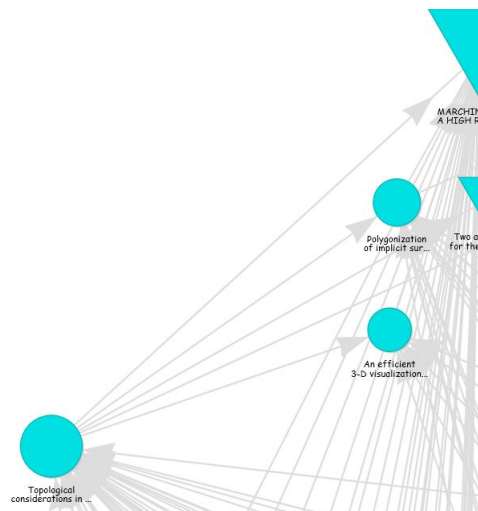 MARCHIN
A HIGH R
Polygonization
of implicit sur...
Two a
for the
An efficient
3-D visualization...
Topological
considerations in ...